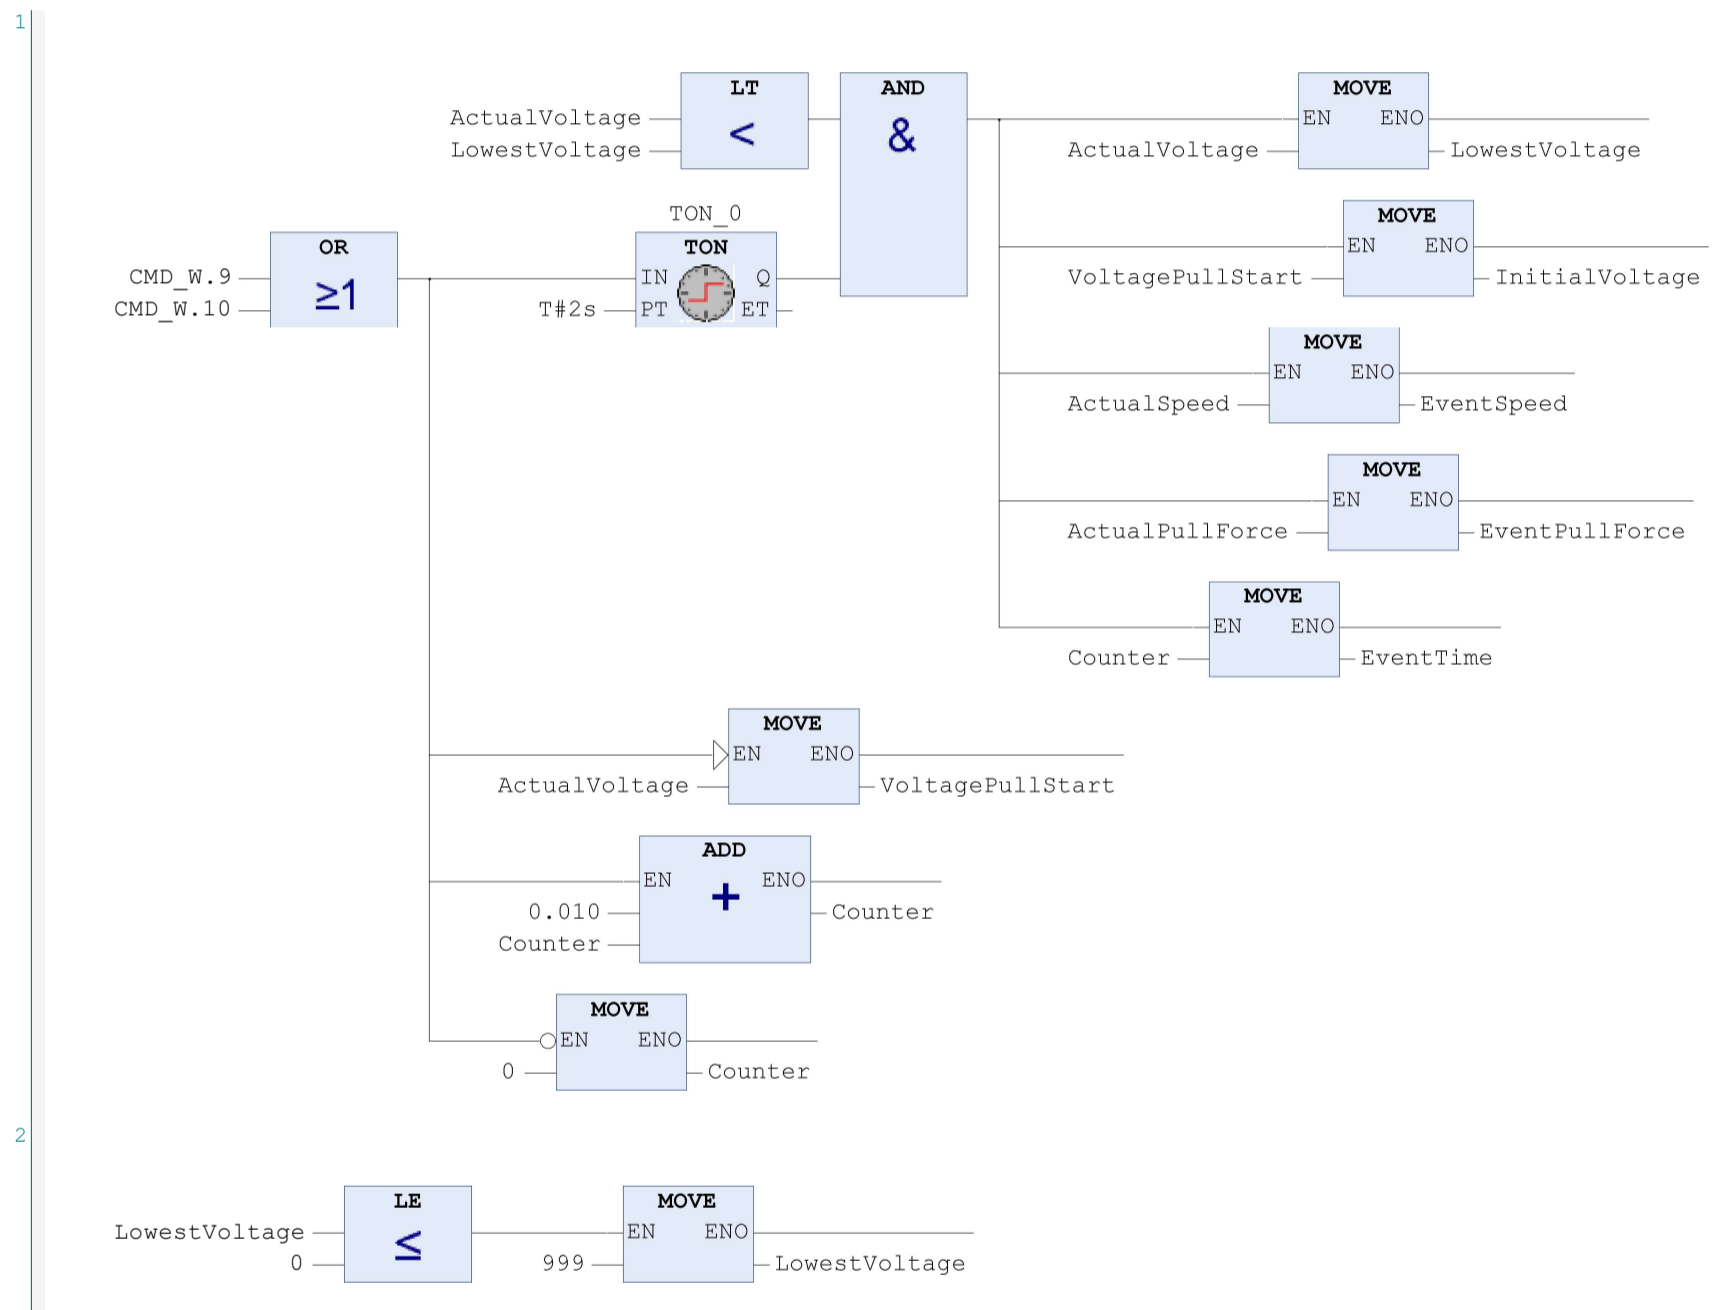 1
LT AND MOVE
ActualVoltage < & EN ENO
LowestVoltage ActualVoltage LowestVoltage
TON_0 MOVE
OR TON EN ENO
CMD_W.9 ≥1 IN Q VoltagePullStart InitialVoltage
CMD_W.10 T#2s PT ET
MOVE
EN ENO
ActualSpeed EventSpeed
MOVE
EN ENO
ActualPullForce EventPullForce
MOVE
EN ENO
Counter EventTime
MOVE
EN ENO
ActualVoltage VoltagePullStart
ADD
EN + ENO
0.010 Counter
Counter
MOVE
EN ENO
0 Counter
2
LE MOVE
LowestVoltage ≤ EN ENO
0 999 LowestVoltage